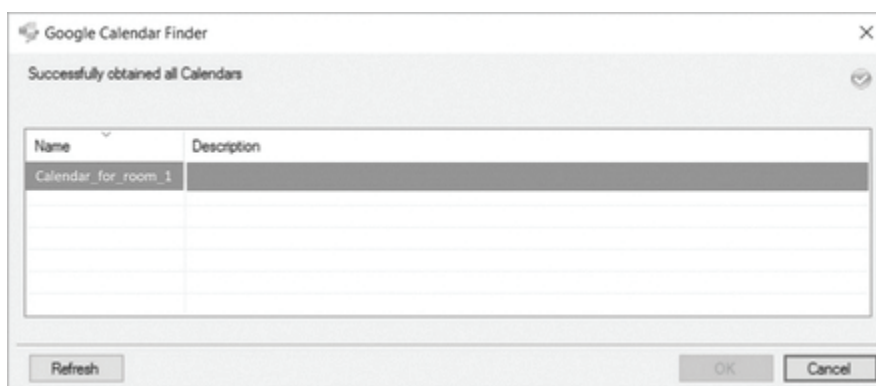 Google Calendar Finder
Successfully obtained all Calendars
Name Description
Calendar_for_room_1
Refresh OK Cancel